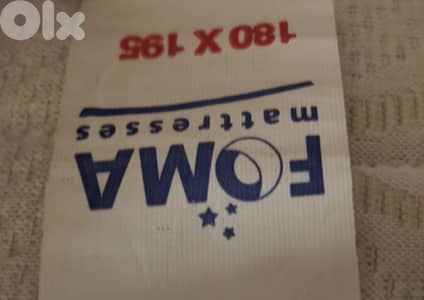 OLX
FOMA
mattresses
180 X 195